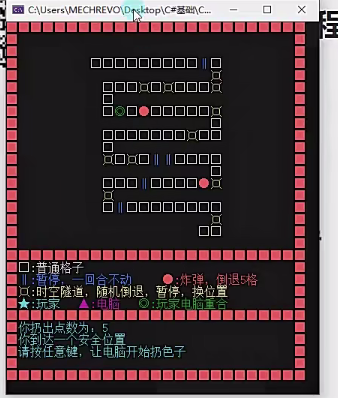 C:\Users\MECHREVO\Desktop\C#基础\C...
程
□:普通格子
‖:暂停，一回合不动 ●:炸弹，倒退5格
¤:时空隧道，随机倒退，暂停，换位置
★:玩家 ▲:电脑 ◎:玩家电脑重合
你扔出点数为：5
你到达一个安全位置
请按任意键，让电脑开始扔色子